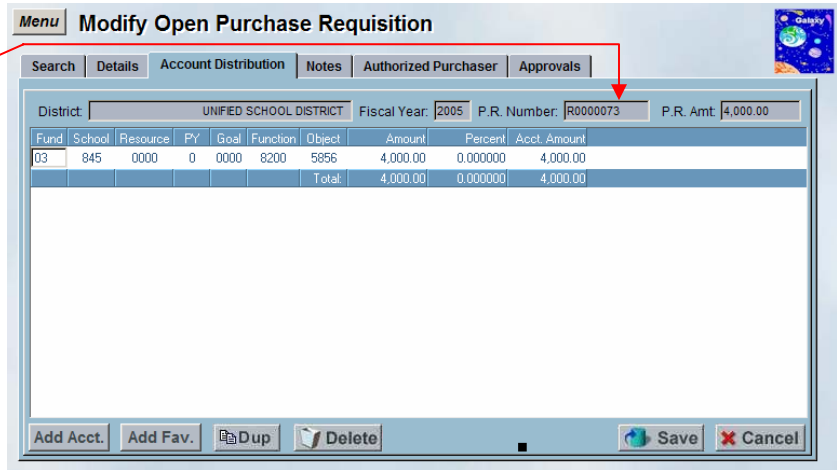 Menu Modify Open Purchase Requisition
Galaxy
Search Details Account Distribution Notes Authorized Purchaser Approvals
District: UNIFIED SCHOOL DISTRICT Fiscal Year: 2005 P.R. Number: R0000073 P.R. Amt: 4,000.00
Fund School Resource PY Goal Function Object Amount Percent Acct. Amount
03 845 0000 0 0000 8200 5856 4,000.00 0.000000 4,000.00
Total: 4,000.00 0.000000 4,000.00
Add Acct. Add Fav. Dup Delete Save Cancel